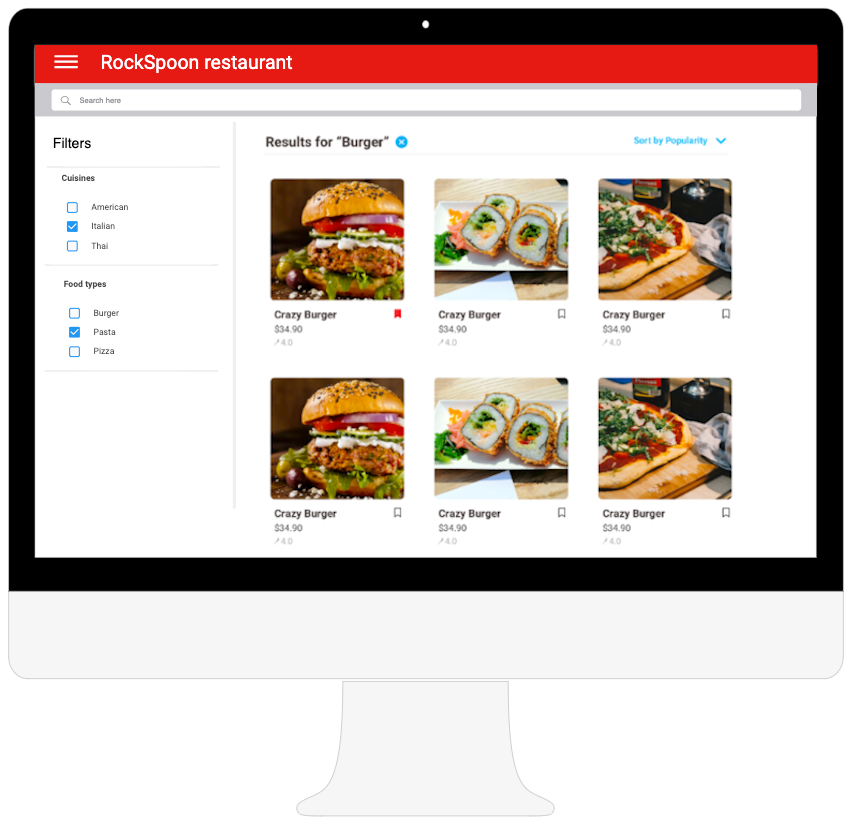 RockSpoon restaurant
Search here
Filters
Cuisines
American
Italian
Thai
Food types
Burger
Pasta
Pizza
Results for “Burger”
Sort by Popularity
Crazy Burger
$34.90
4.0
Crazy Burger
$34.90
4.0
Crazy Burger
$34.90
4.0
Crazy Burger
$34.90
4.0
Crazy Burger
$34.90
4.0
Crazy Burger
$34.90
4.0